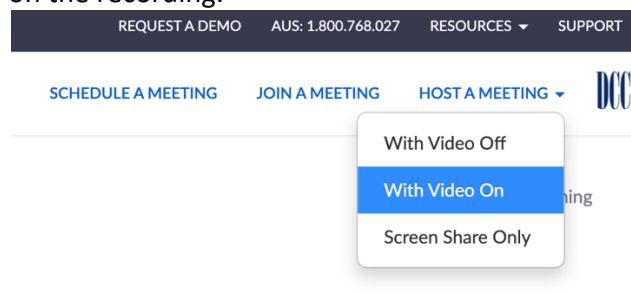 on the recording.
REQUEST A DEMO AUS: 1.800.768.027 RESOURCES SUPPORT
SCHEDULE A MEETING JOIN A MEETING HOST A MEETING DCC
With Video Off
With Video On
Screen Share Only